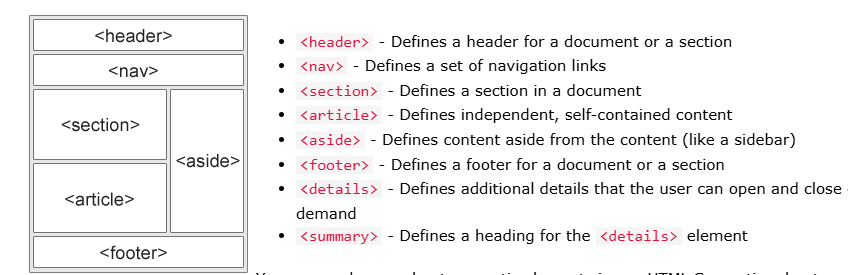 <header>
<nav>
<section>
<aside>
<article>
<footer>
<header> - Defines a header for a document or a section
<nav> - Defines a set of navigation links
<section> - Defines a section in a document
<article> - Defines independent, self-contained content
<aside> - Defines content aside from the content (like a sidebar)
<footer> - Defines a footer for a document or a section
<details> - Defines additional details that the user can open and close
demand
<summary> - Defines a heading for the <details> element